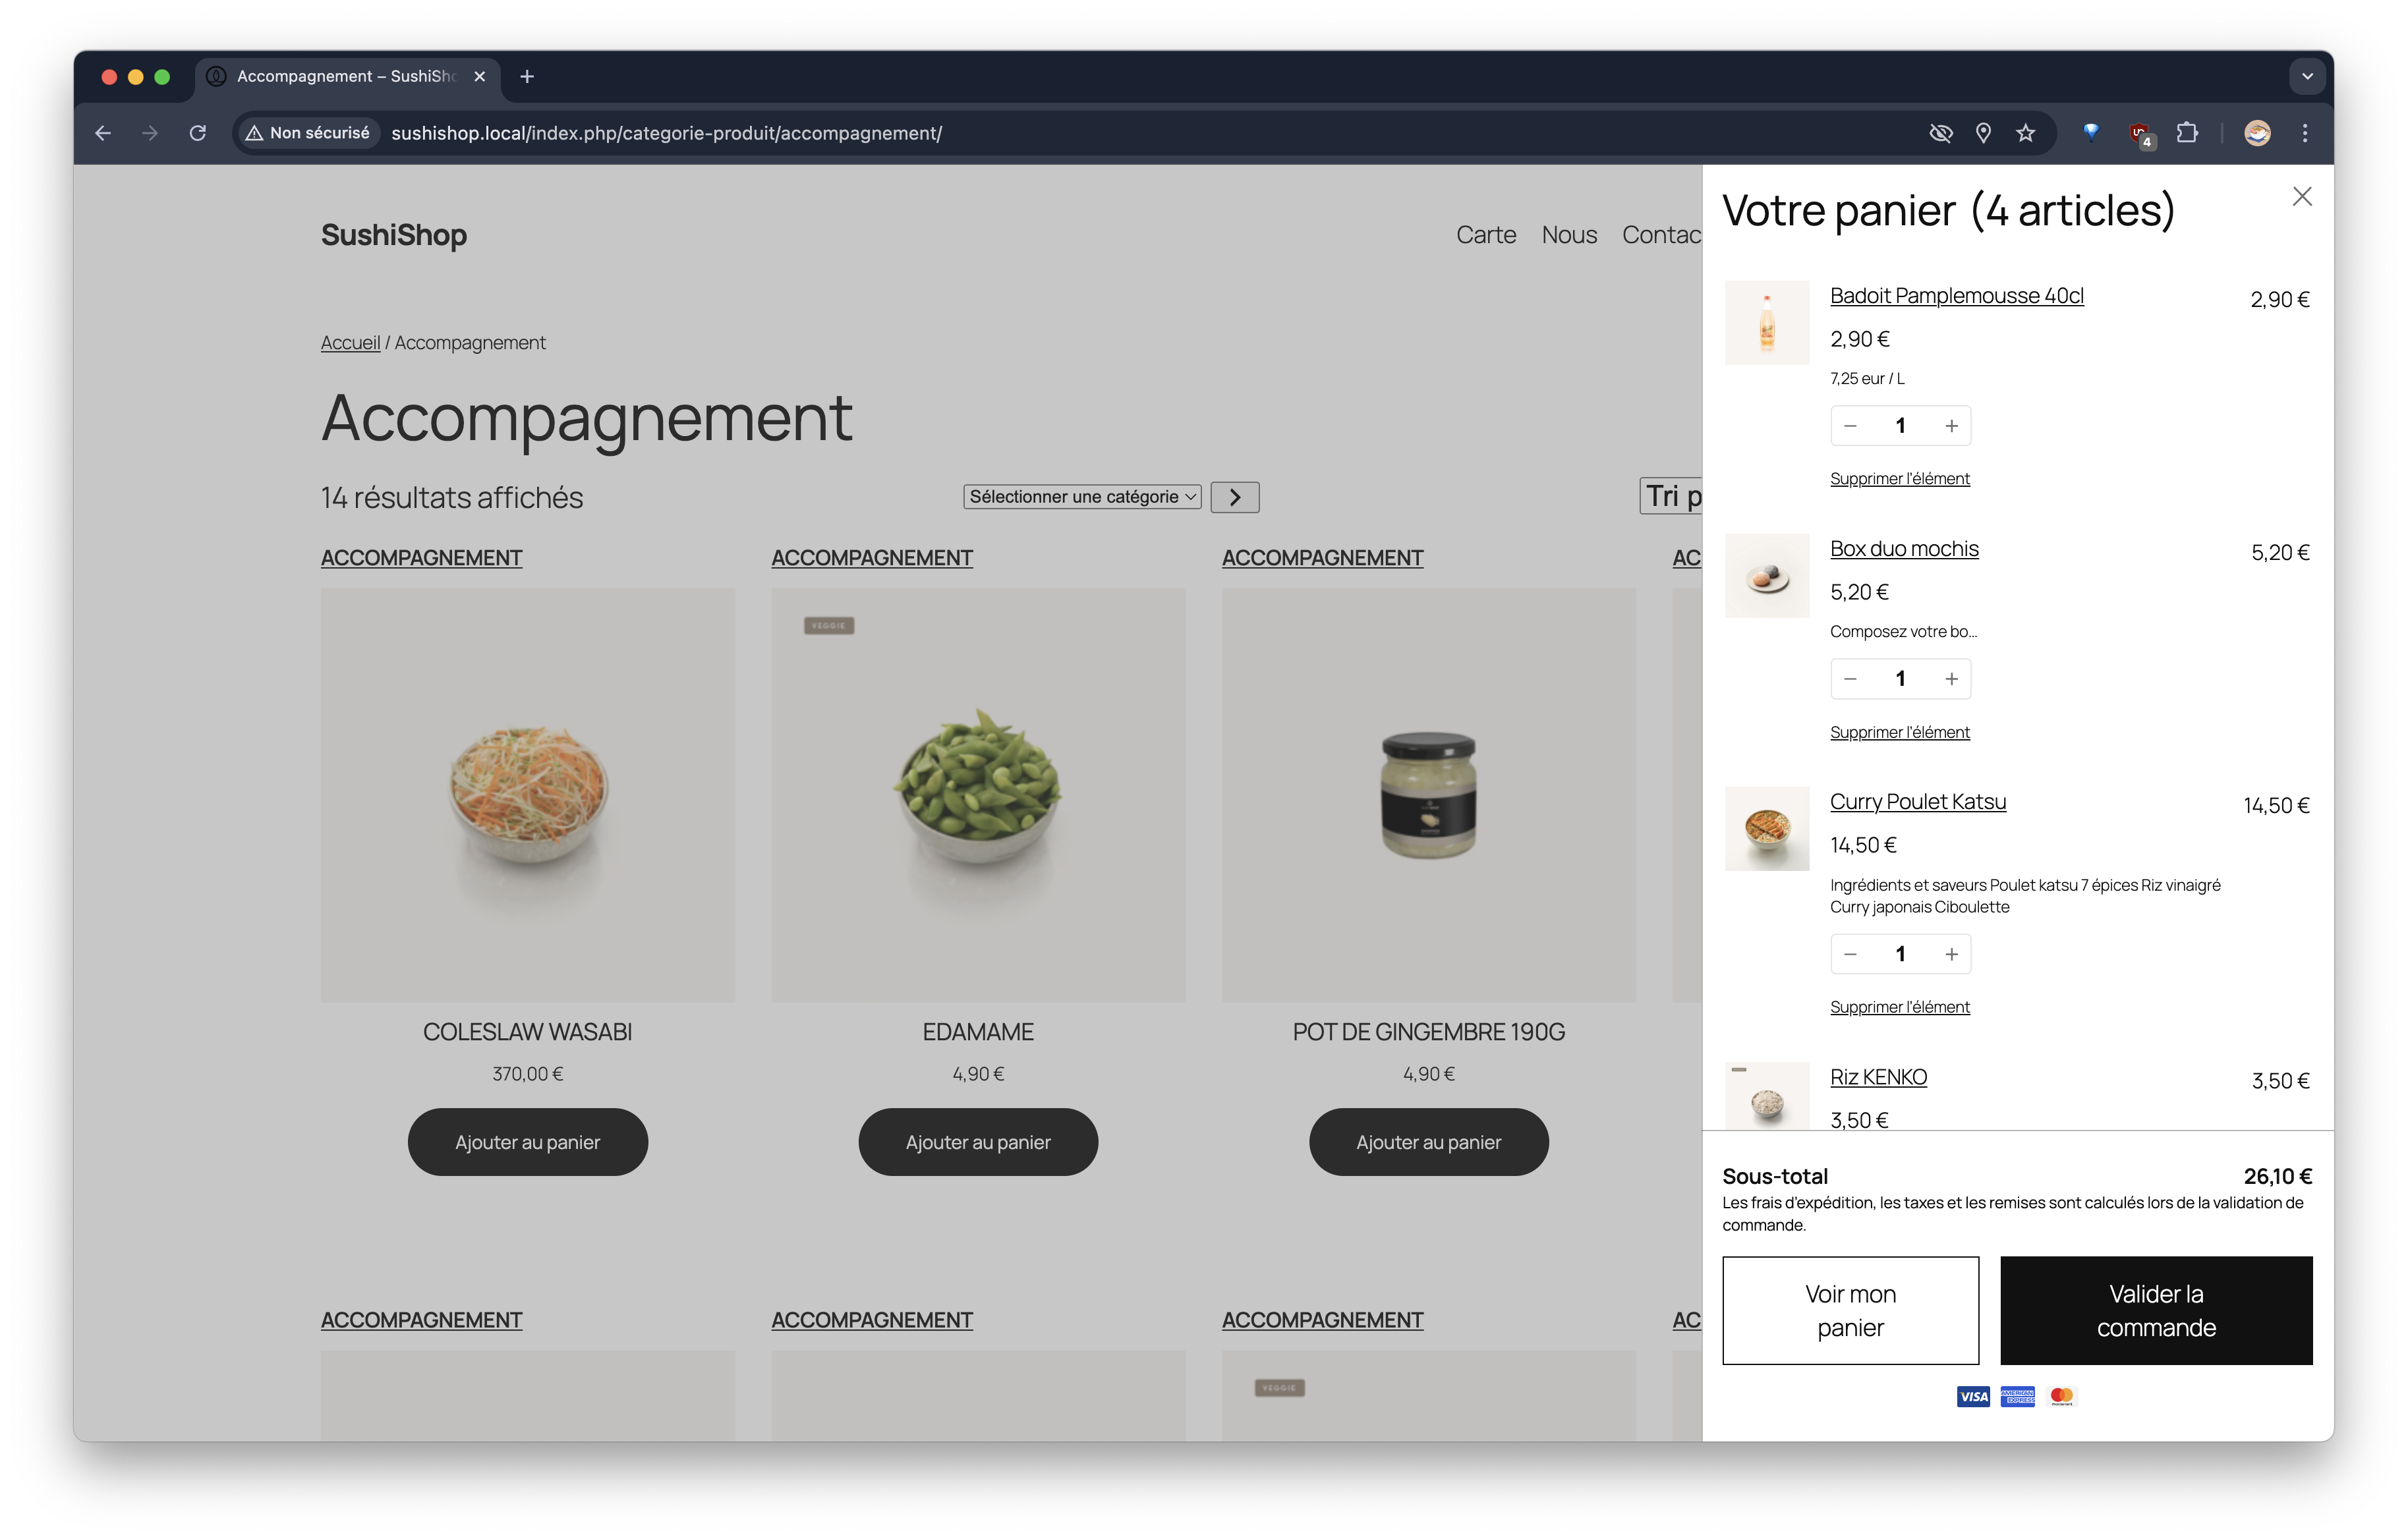 Accompagnement – SushiSh
Non sécurisé
sushishop.local/index.php/categorie-produit/accompagnement/
4
SushiShop
Carte Nous Contac
Accueil / Accompagnement
Accompagnement
14 résultats affichés
Sélectionner une catégorie
Tri p
ACCOMPAGNEMENT ACCOMPAGNEMENT ACCOMPAGNEMENT AC
VEGGIE
COLESLAW WASABI
370,00 €
Ajouter au panier
EDAMAME
4,90 €
Ajouter au panier
POT DE GINGEMBRE 190G
4,90 €
Ajouter au panier
ACCOMPAGNEMENT ACCOMPAGNEMENT ACCOMPAGNEMENT AC
VEGGIE
Votre panier (4 articles)
Badoit Pamplemousse 40cl 2,90 €
2,90 €
7,25 eur / L
− 1 +
Supprimer l'élément
Box duo mochis 5,20 €
5,20 €
Composez votre bo…
− 1 +
Supprimer l'élément
Curry Poulet Katsu 14,50 €
14,50 €
Ingrédients et saveurs Poulet katsu 7 épices Riz vinaigré
Curry japonais Ciboulette
− 1 +
Supprimer l'élément
Riz KENKO 3,50 €
3,50 €
Sous-total 26,10 €
Les frais d'expédition, les taxes et les remises sont calculés lors de la validation de
commande.
Voir mon
panier
Valider la
commande
VISA
AMERICAN
EXPRESS